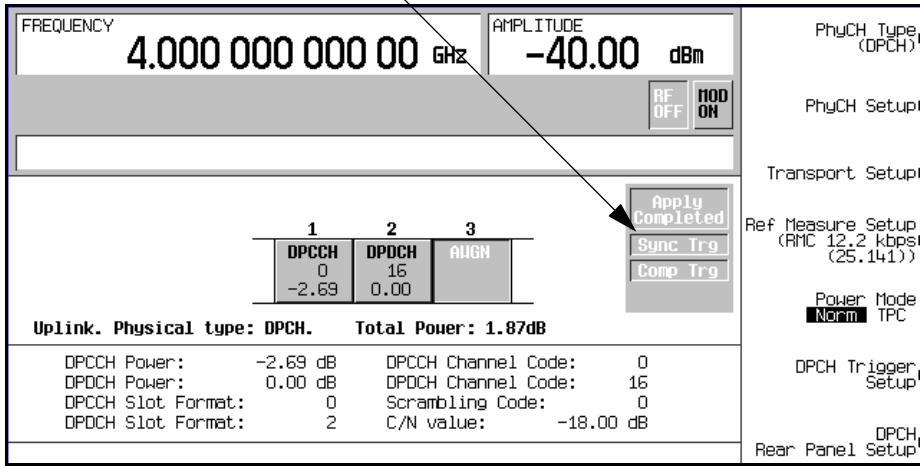 FREQUENCY
4.000 000 000 00 GHz
AMPLITUDE
-40.00 dBm
RF OFF
MOD ON
PhyCH Type
(DPCH)
PhyCH Setup
Transport Setup
Ref Measure Setup
(RMC 12.2 kbps
(25.141))
Power Mode
Norm TPC
DPCH Trigger
Setup
DPCH
Rear Panel Setup
Apply
Completed
Sync Trg
Comp Trg
1 2 3
DPCCH DPDCH AWGN
0 16
-2.69 0.00
Uplink. Physical type: DPCH. Total Power: 1.87dB
DPCCH Power: -2.69 dB DPCCH Channel Code: 0
DPDCH Power: 0.00 dB DPDCH Channel Code: 16
DPCCH Slot Format: 0 Scrambling Code: 0
DPDCH Slot Format: 2 C/N value: -18.00 dB